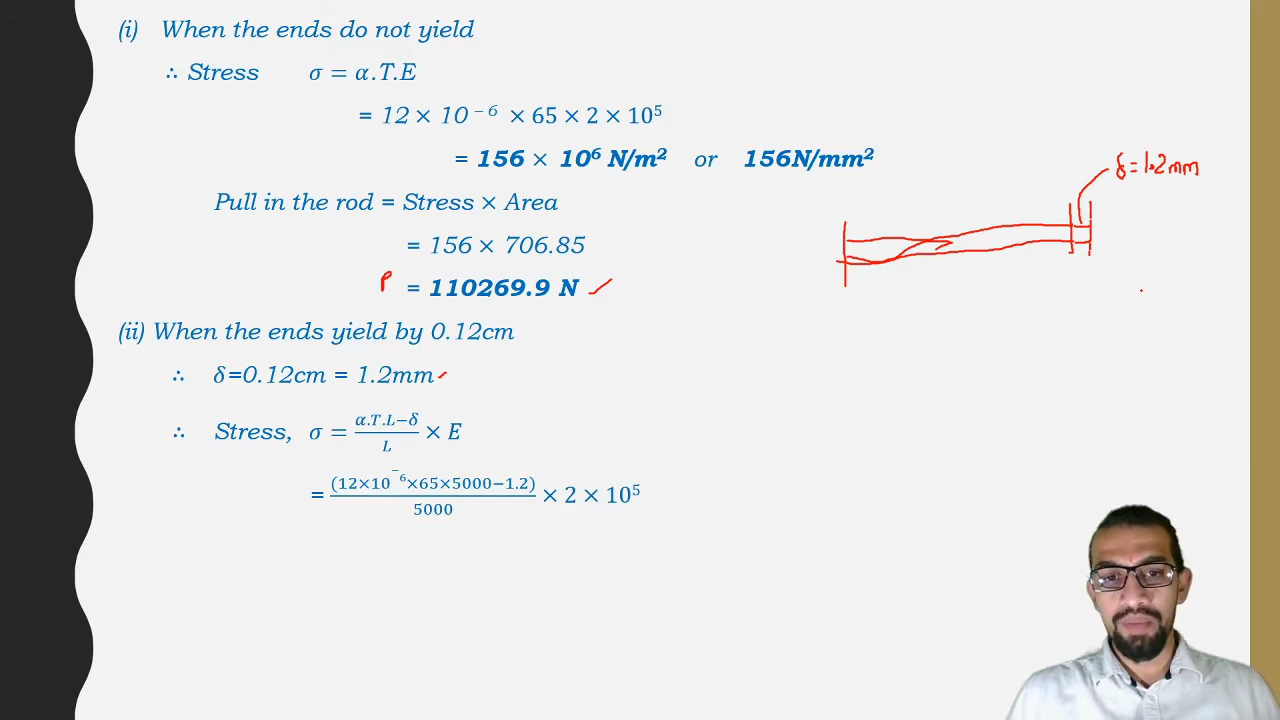 (i) When the ends do not yield
∴ Stress σ = α.T.E
= 12 × 10⁻⁶ × 65 × 2 × 10⁵
= 156 × 10⁶ N/m² or 156N/mm²
δ = 1.2mm
Pull in the rod = Stress × Area
= 156 × 706.85
P = 110269.9 N ✓
(ii) When the ends yield by 0.12cm
∴ δ=0.12cm = 1.2mm
∴ Stress, σ = (α.T.L−δ)/L × E
= (12×10⁻⁶×65×5000−1.2)/5000 × 2 × 10⁵